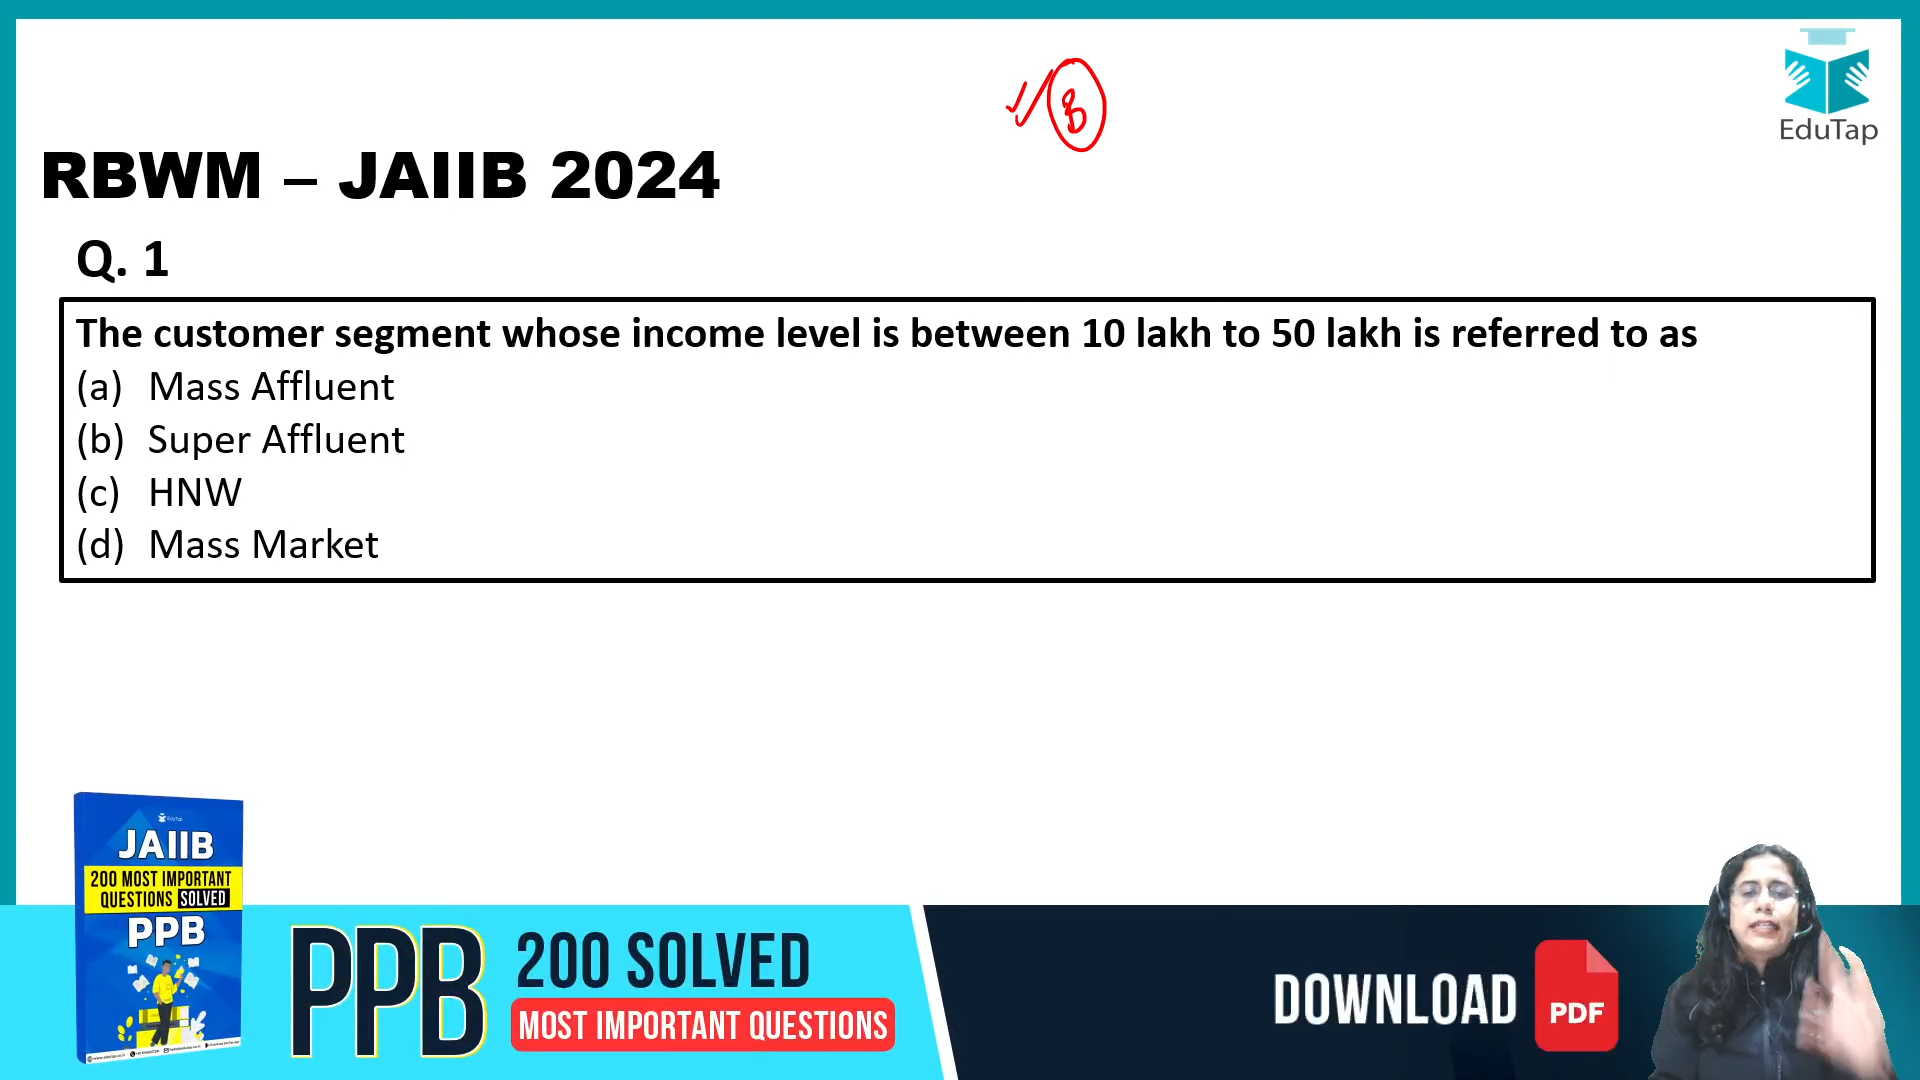 B
EduTap
RBWM – JAIIB 2024
Q. 1
The customer segment whose income level is between 10 lakh to 50 lakh is referred to as
(a) Mass Affluent
(b) Super Affluent
(c) HNW
(d) Mass Market
EduTap
JAIIB
200 MOST IMPORTANT
QUESTIONS SOLVED
PPB
PPB
200 SOLVED
MOST IMPORTANT QUESTIONS
DOWNLOAD
PDF